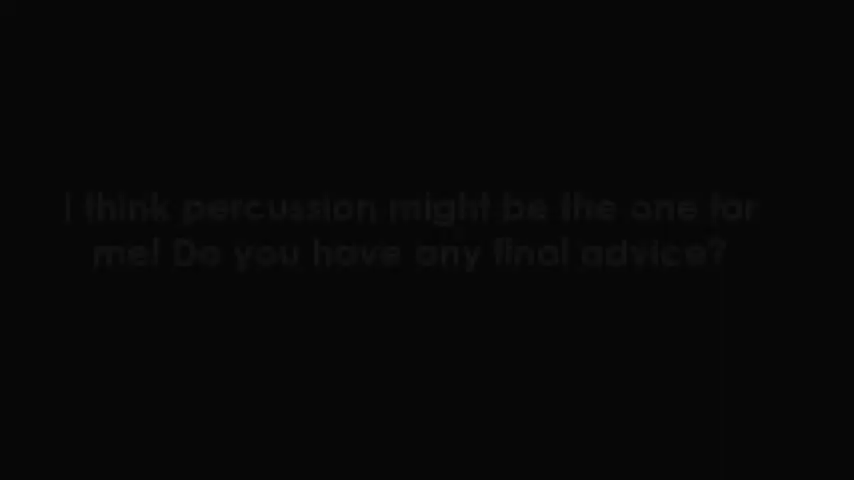 I think percussion might be the one for
me! Do you have any final advice?